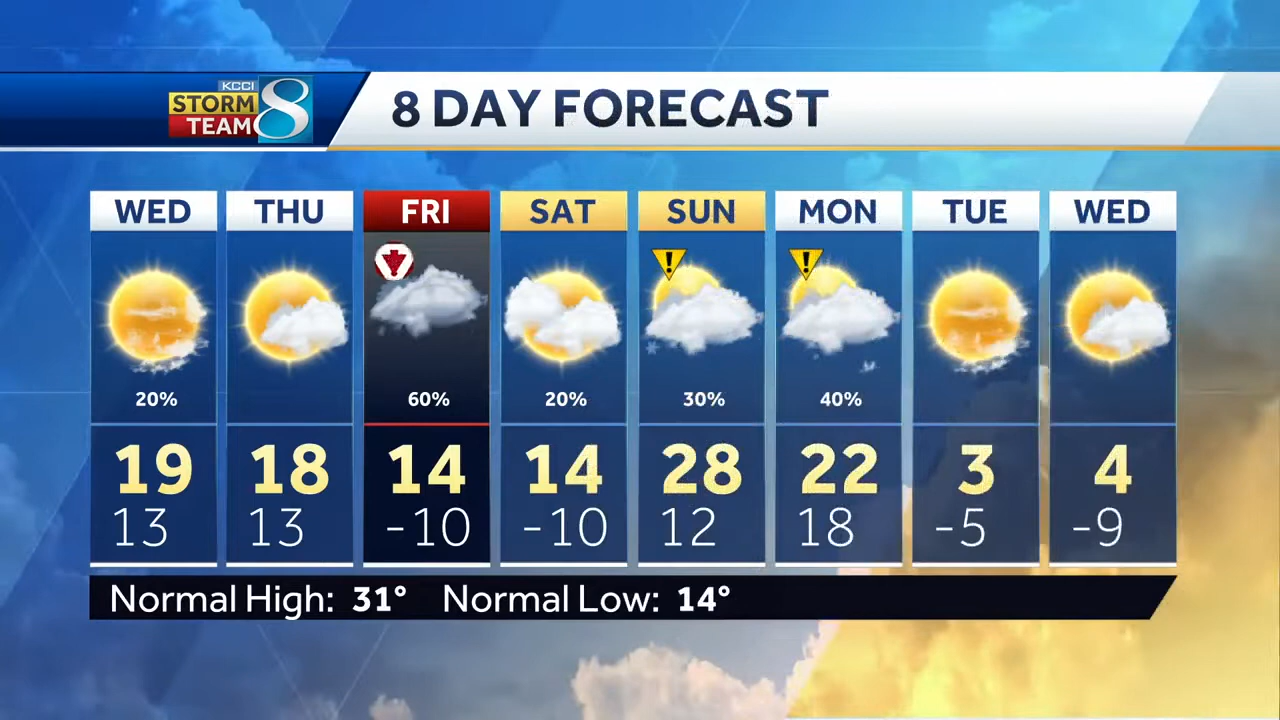 KCCI
STORM
TEAM 8
8 DAY FORECAST
WED THU FRI SAT SUN MON TUE WED
! !
20% 60% 20% 30% 40%
19 18 14 14 28 22 3 4
13 13 -10 -10 12 18 -5 -9
Normal High: 31° Normal Low: 14°